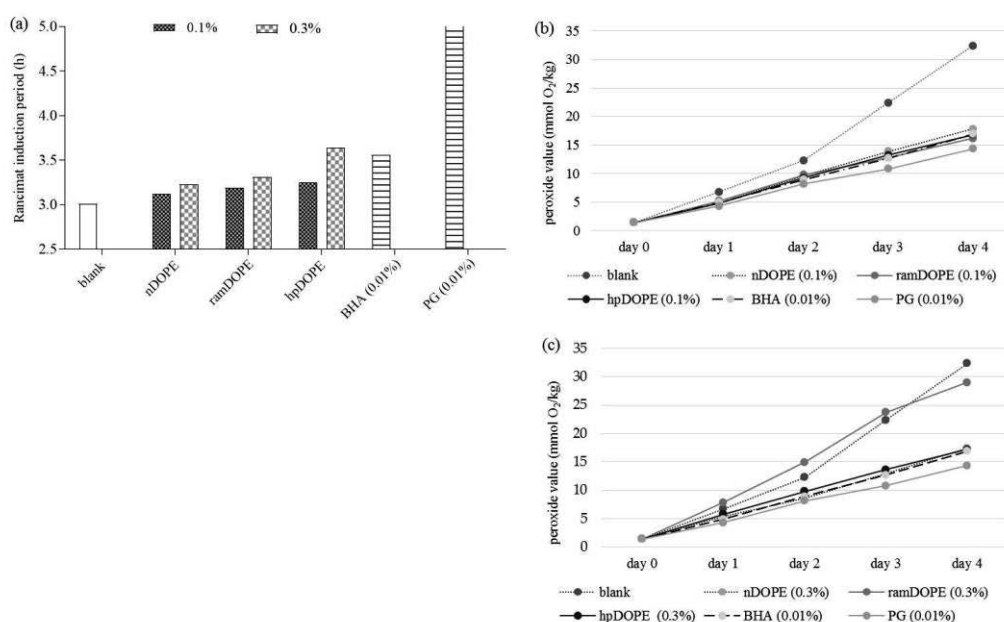 (a)
0.1% 0.3%
Rancimat induction period (h)
5.0
4.5
4.0
3.5
3.0
2.5
blank nDOPE ramDOPE hpDOPE BHA (0.01%) PG (0.01%)
(b)
peroxide value (mmol O₂/kg)
35
30
25
20
15
10
5
0
day 0 day 1 day 2 day 3 day 4
blank nDOPE (0.1%) ramDOPE (0.1%)
hpDOPE (0.1%) BHA (0.01%) PG (0.01%)
(c)
peroxide value (mmol O₂/kg)
35
30
25
20
15
10
5
0
day 0 day 1 day 2 day 3 day 4
blank nDOPE (0.3%) ramDOPE (0.3%)
hpDOPE (0.3%) BHA (0.01%) PG (0.01%)